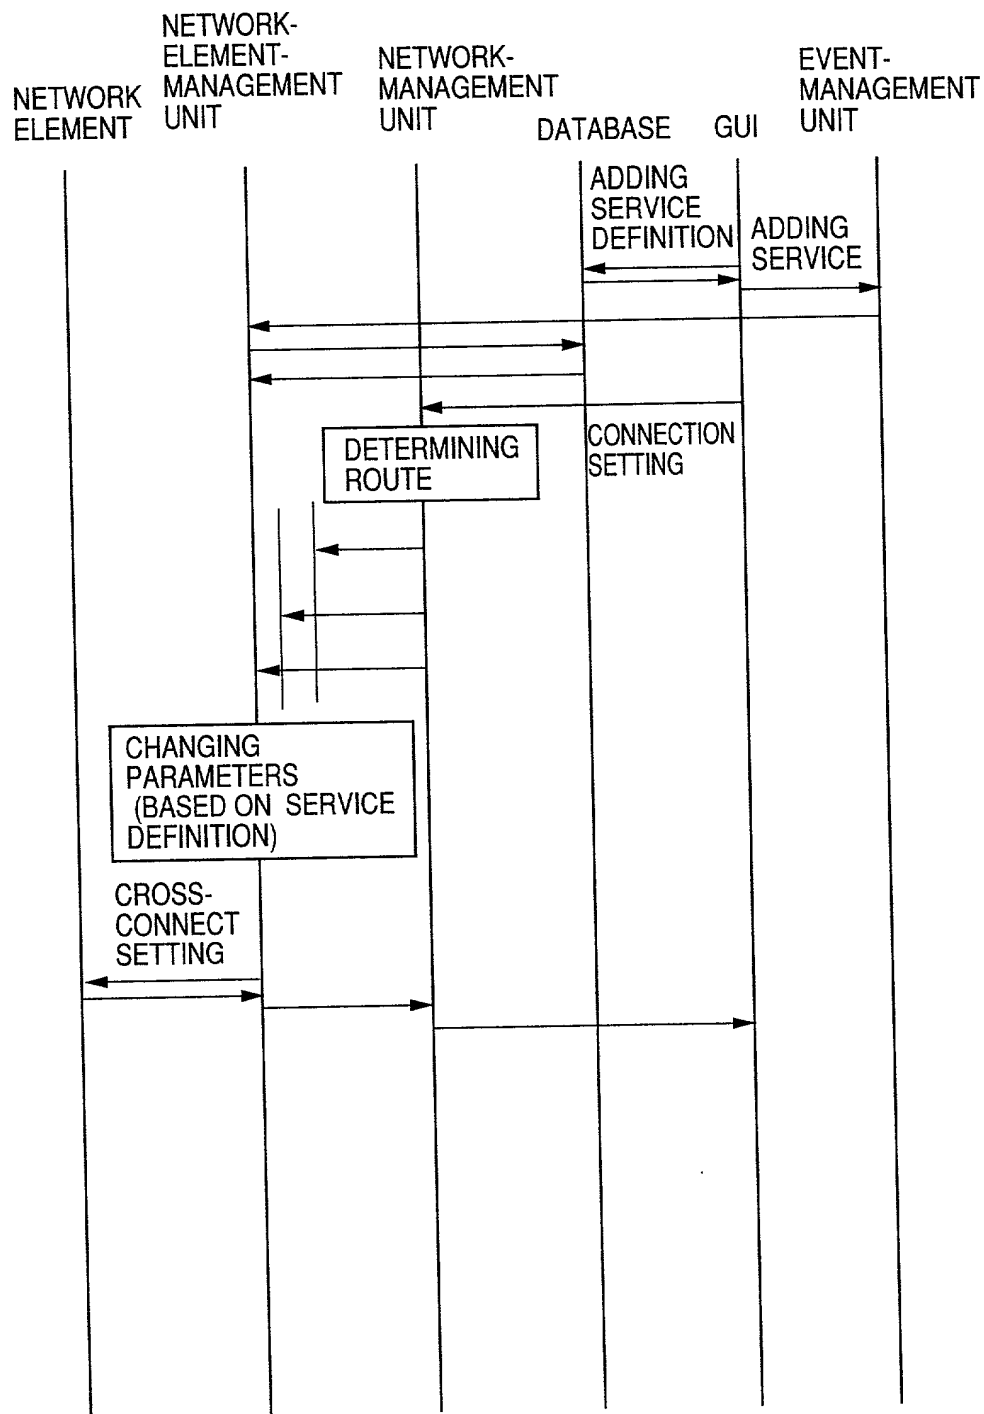 NETWORK
ELEMENT
NETWORK-
ELEMENT-
MANAGEMENT
UNIT
NETWORK-
MANAGEMENT
UNIT
DATABASE
GUI
EVENT-
MANAGEMENT
UNIT
ADDING
SERVICE
DEFINITION
ADDING
SERVICE
CONNECTION
SETTING
DETERMINING
ROUTE
CHANGING
PARAMETERS
(BASED ON SERVICE
DEFINITION)
CROSS-
CONNECT
SETTING